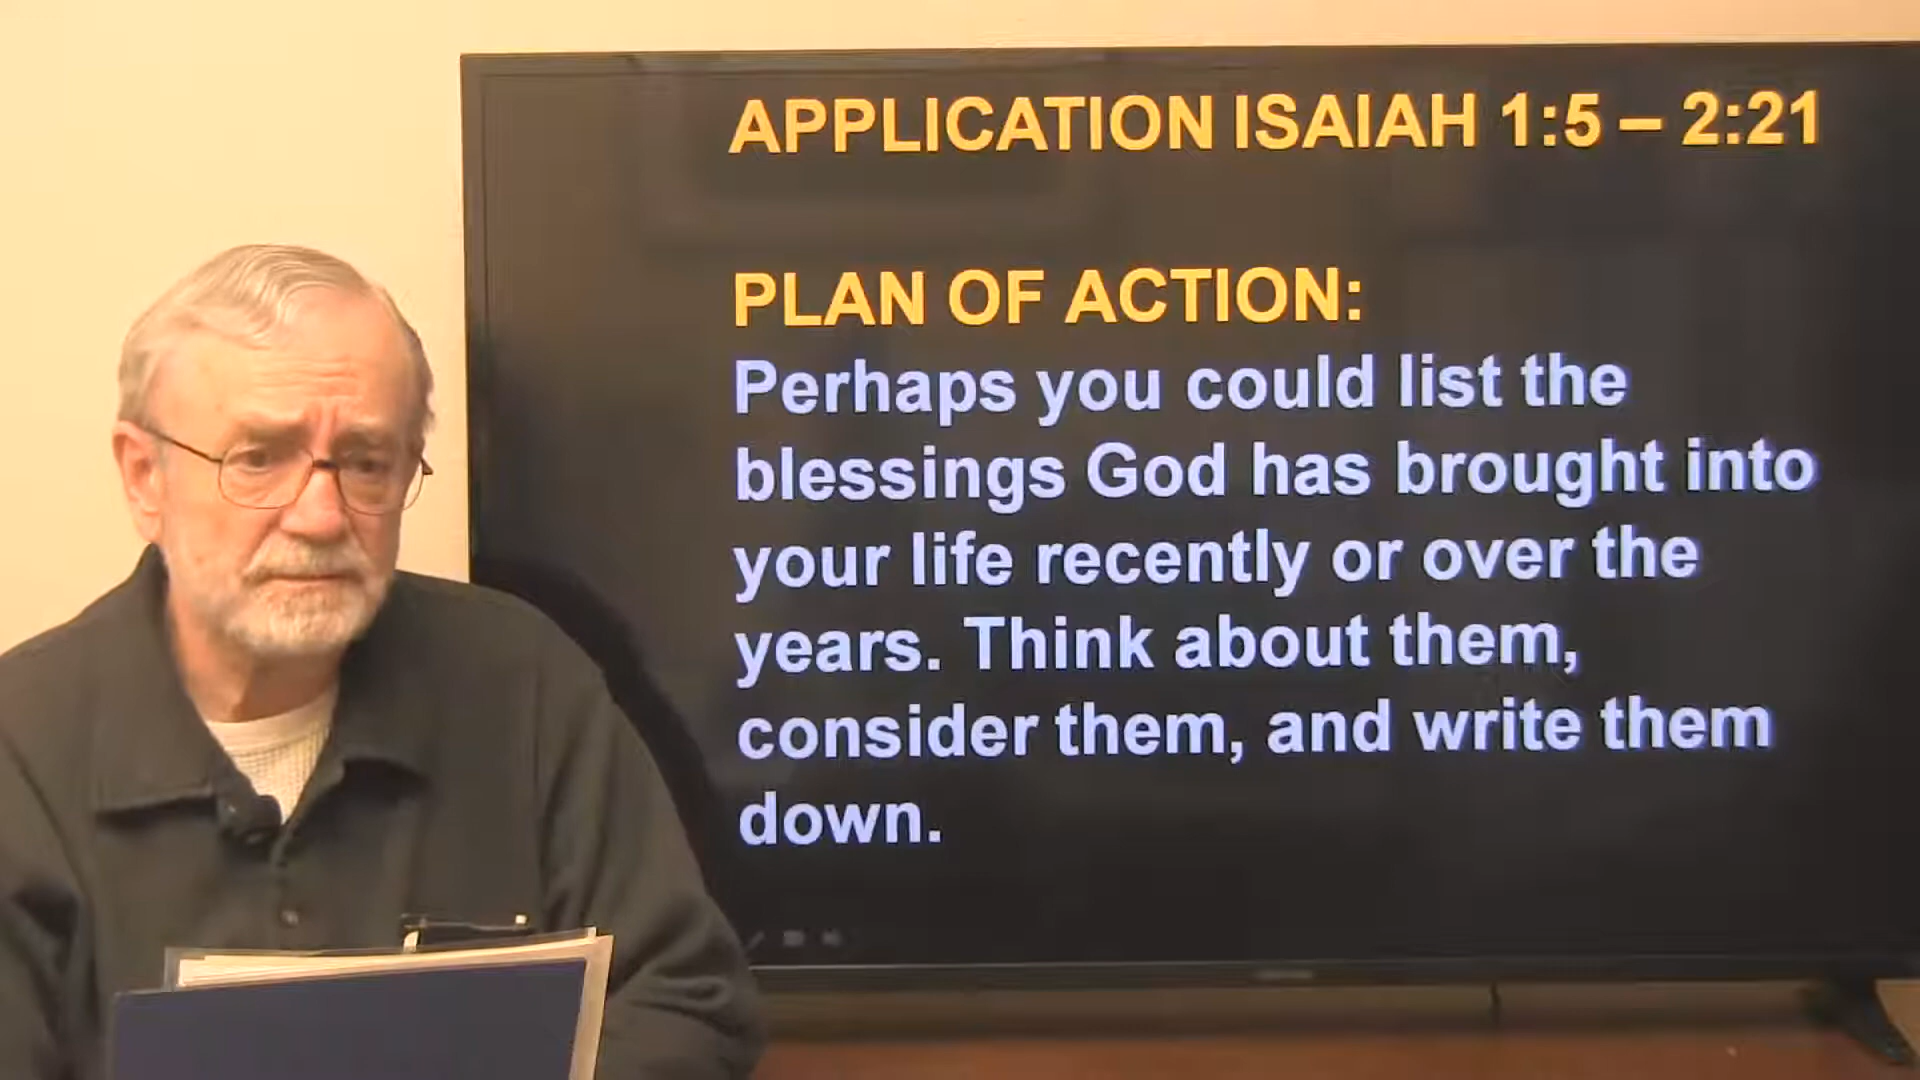 APPLICATION ISAIAH 1:5 – 2:21
PLAN OF ACTION:
Perhaps you could list the
blessings God has brought into
your life recently or over the
years. Think about them,
consider them, and write them
down.